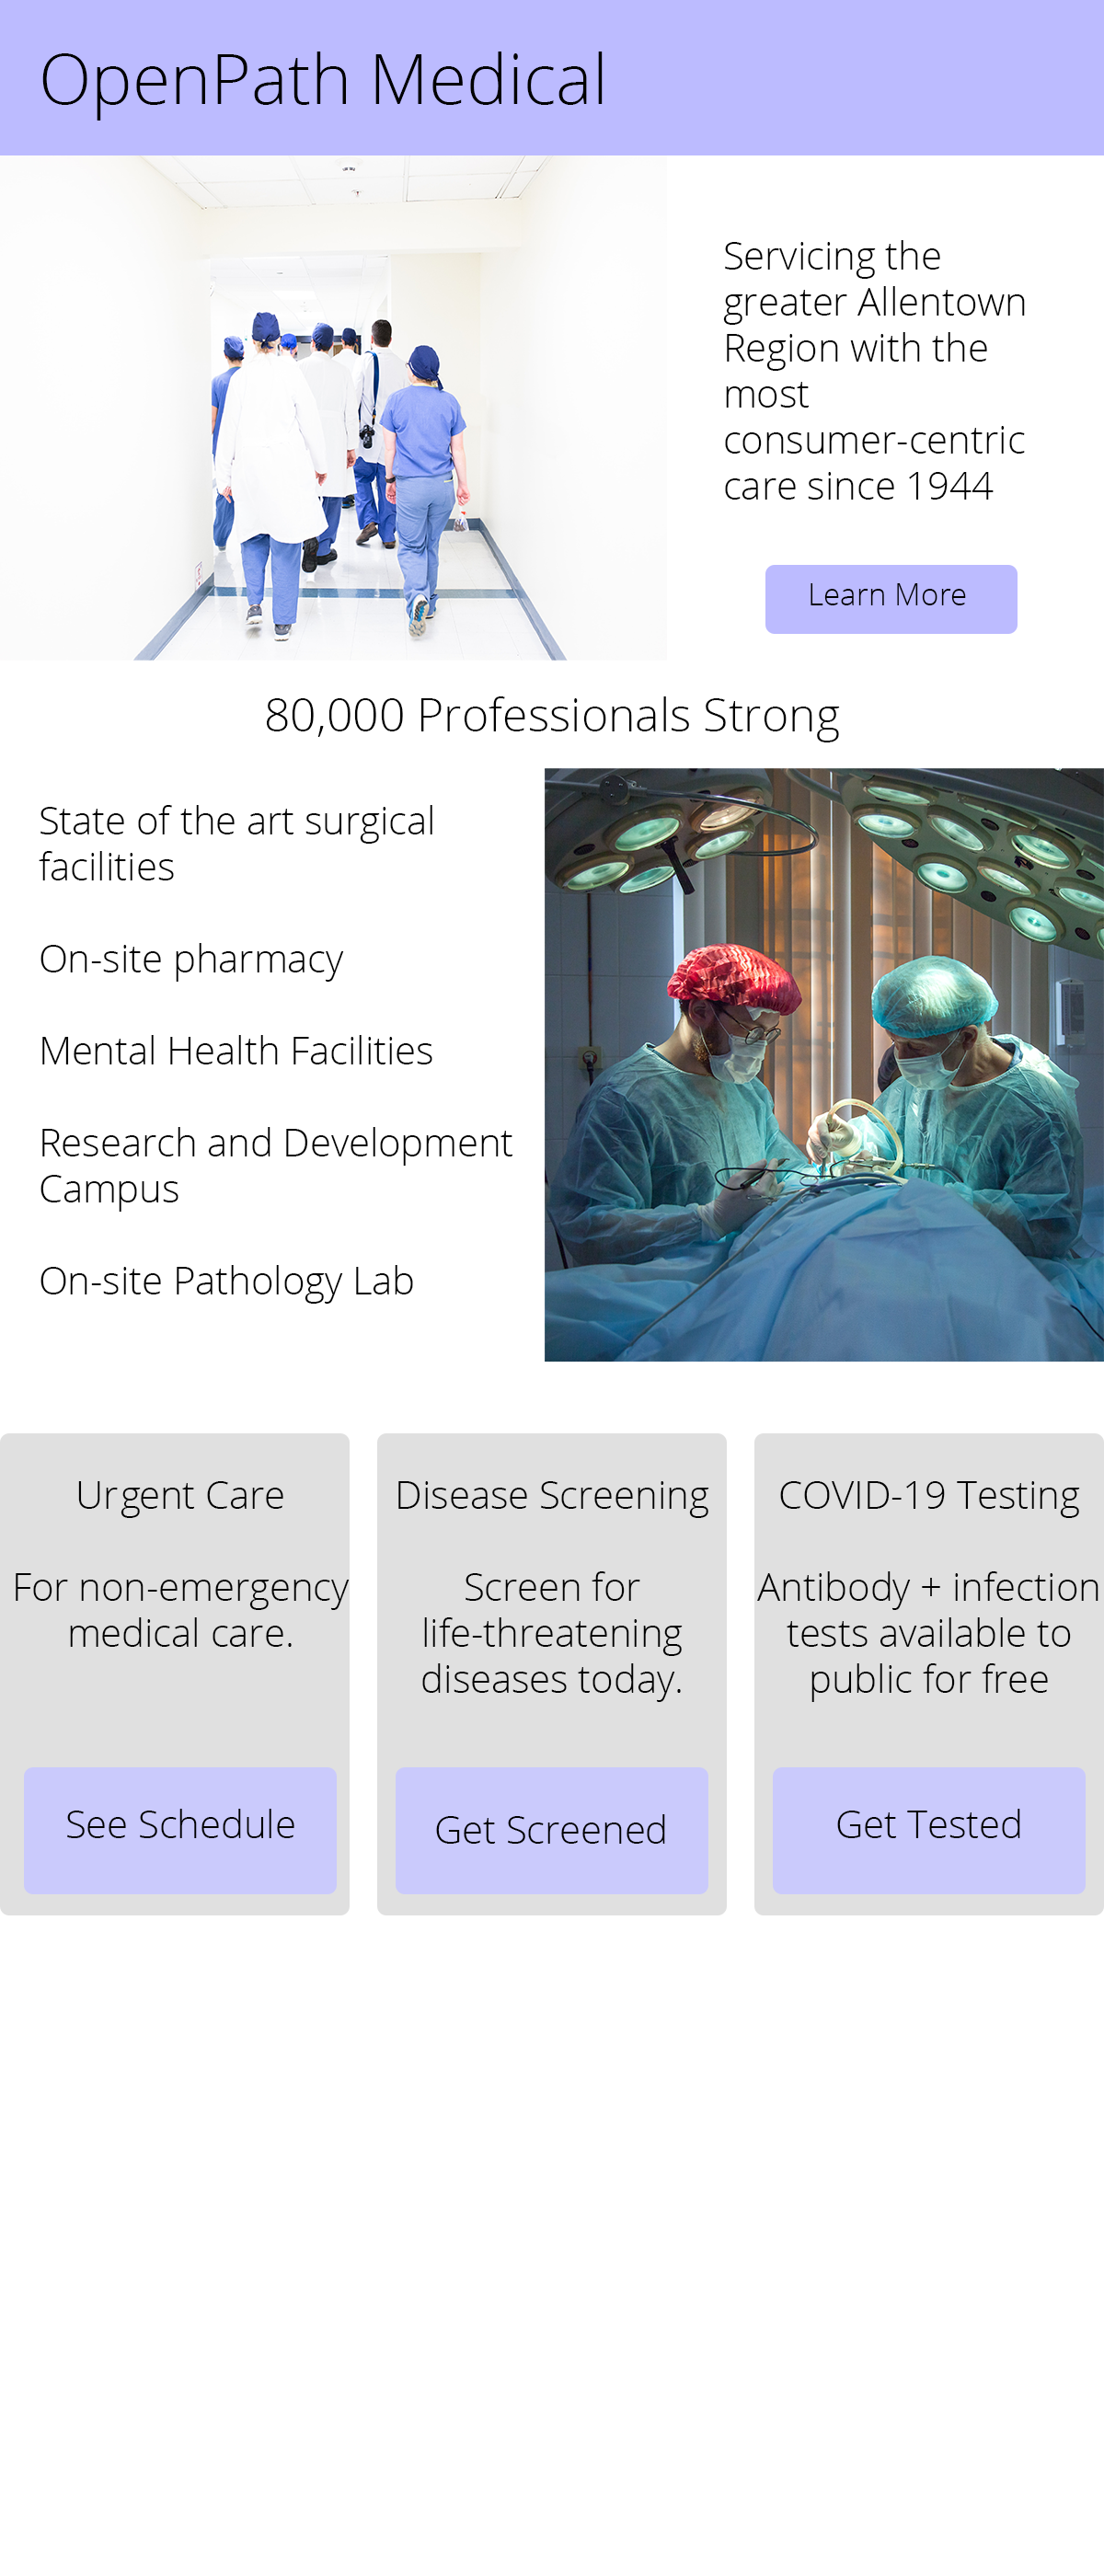 OpenPath Medical
Servicing the
greater Allentown
Region with the
most
consumer-centric
care since 1944
Learn More
80,000 Professionals Strong
State of the art surgical
facilities
On-site pharmacy
Mental Health Facilities
Research and Development
Campus
On-site Pathology Lab
Urgent Care
For non-emergency
medical care.
See Schedule
Disease Screening
Screen for
life-threatening
diseases today.
Get Screened
COVID-19 Testing
Antibody + infection
tests available to
public for free
Get Tested